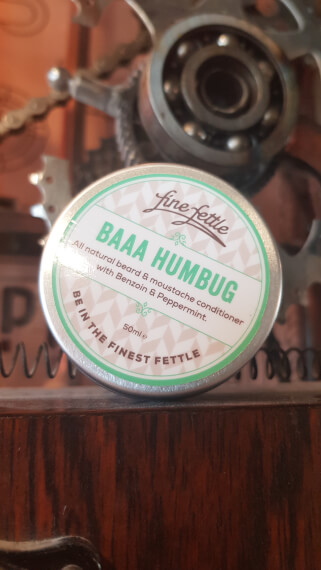 fine fettle
BAAA HUMBUG
All natural beard & moustache conditioner
with Benzoin & Peppermint.
50ml e
BE IN THE FINEST FETTLE